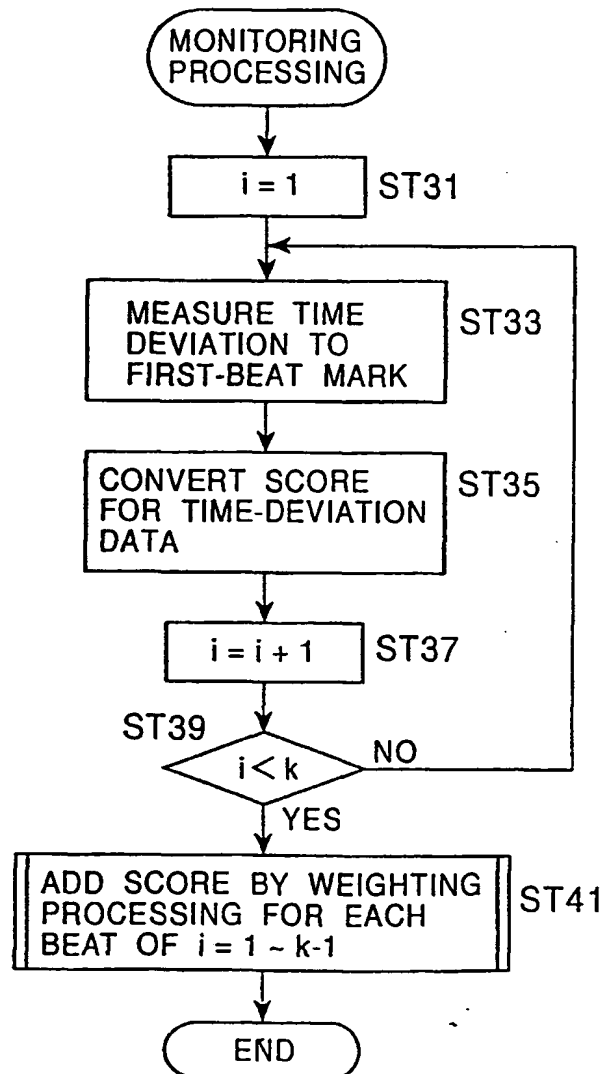 MONITORING
PROCESSING
i = 1
ST31
MEASURE TIME
DEVIATION TO
FIRST-BEAT MARK
ST33
CONVERT SCORE
FOR TIME-DEVIATION
DATA
ST35
i = i + 1
ST37
ST39
i < k
NO
YES
ADD SCORE BY WEIGHTING
PROCESSING FOR EACH
BEAT OF i = 1 ~ k-1
ST41
END